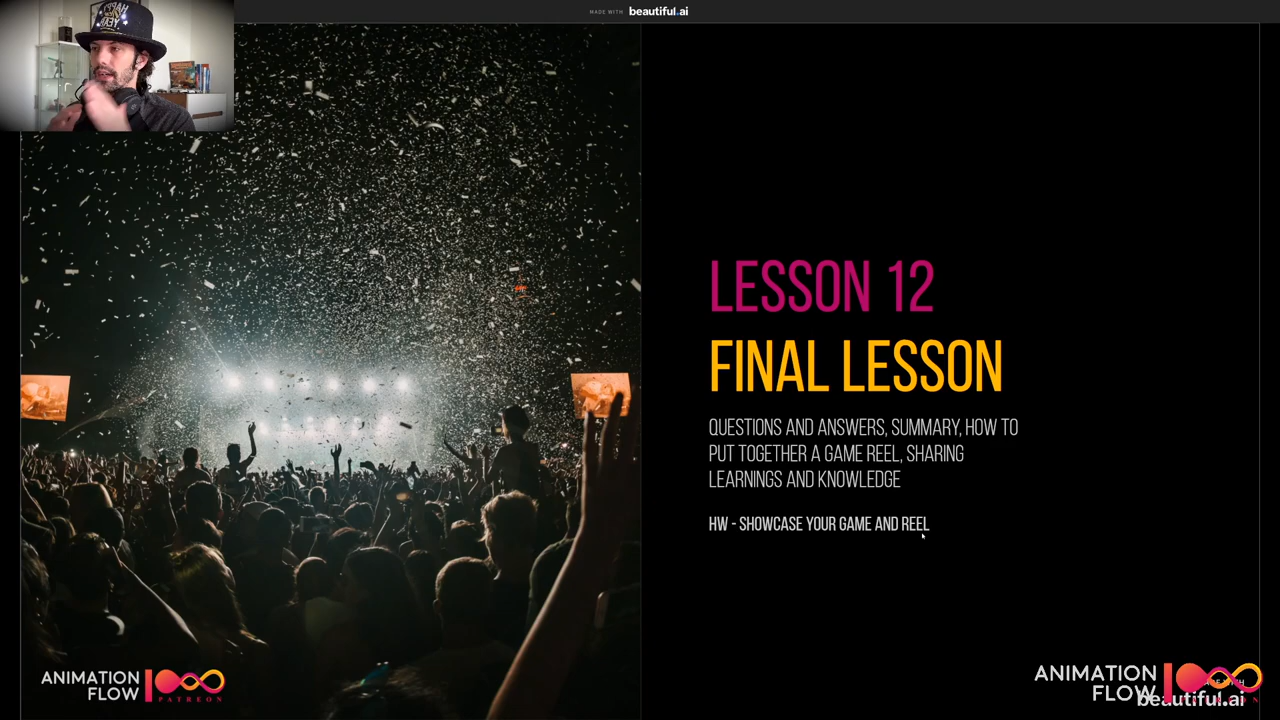 MADE WITH beautiful.ai
LESSON 12
FINAL LESSON
QUESTIONS AND ANSWERS, SUMMARY, HOW TO
PUT TOGETHER A GAME REEL, SHARING
LEARNINGS AND KNOWLEDGE
HW - SHOWCASE YOUR GAME AND REEL
ANIMATION
FLOW
PATREON
ANIMATION
FLOW
beautiful.ai